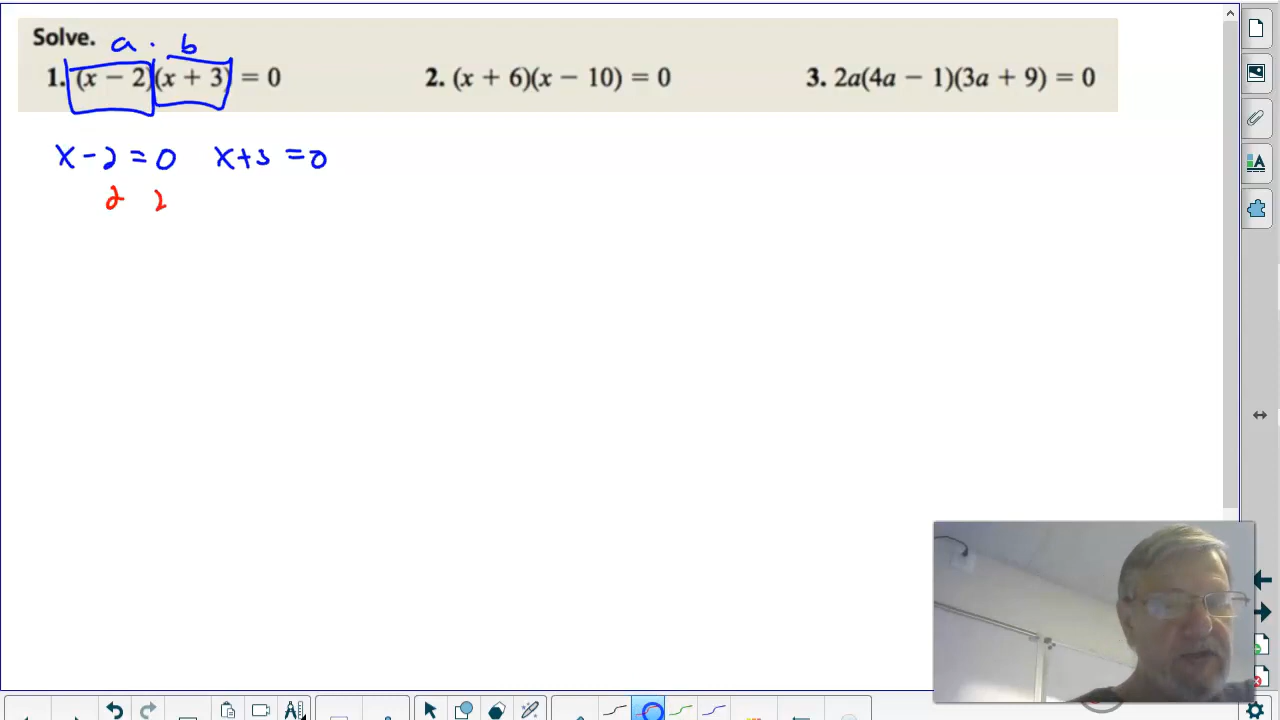 Solve.
a · b
1. (x − 2)(x + 3) = 0
2. (x + 6)(x − 10) = 0
3. 2a(4a − 1)(3a + 9) = 0
x − 2 = 0 x + 3 = 0
2 2